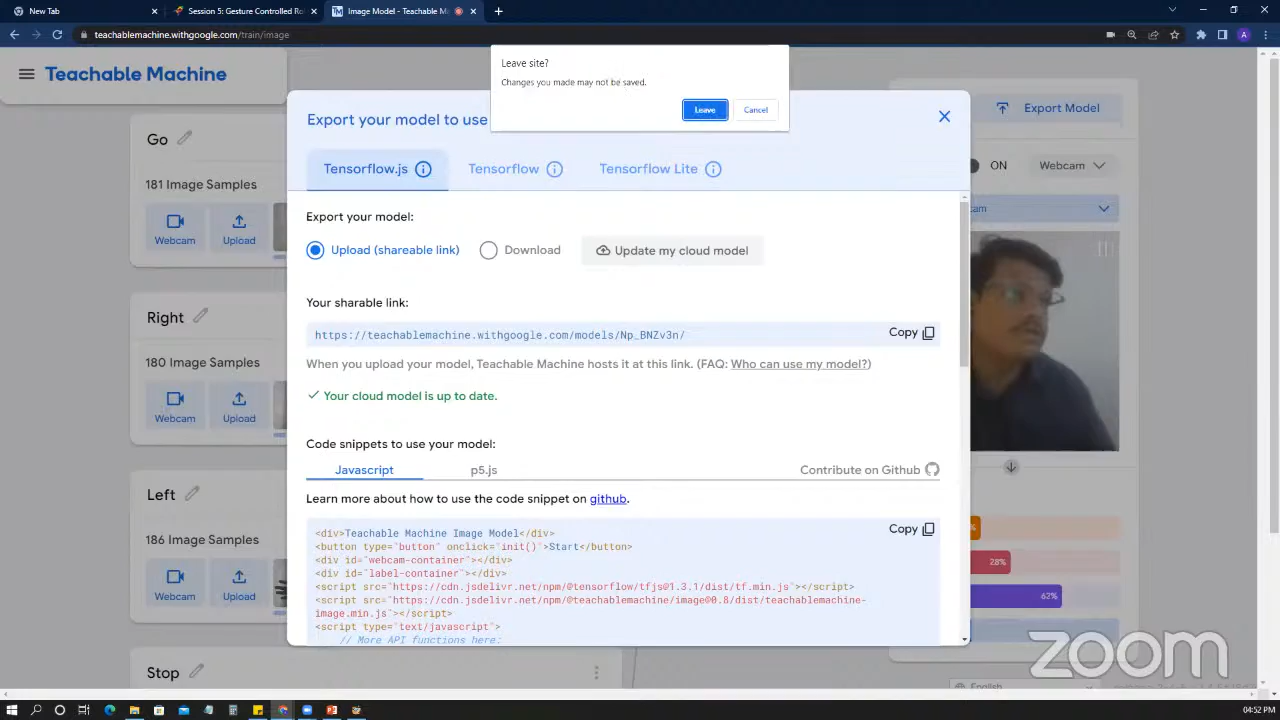 New Tab
Session 5: Gesture Controlled Ro
Image Model - Teachable M
teachablemachine.withgoogle.com/train/image
A
Leave site?
Changes you made may not be saved.
Leave
Cancel
Teachable Machine
Export your model to use
Export Model
Go
Tensorflow.js
Tensorflow
Tensorflow Lite
ON
Webcam
181 Image Samples
Webcam
Upload
Export your model:
Upload (shareable link)
Download
Update my cloud model
Your sharable link:
Right
https://teachablemachine.withgoogle.com/models/Np_BNZv3n/
Copy
180 Image Samples
When you upload your model, Teachable Machine hosts it at this link. (FAQ: Who can use my model?)
Your cloud model is up to date.
Webcam
Upload
Code snippets to use your model:
Javascript
p5.js
Contribute on Github
Left
Learn more about how to use the code snippet on github.
186 Image Samples
Webcam
Upload
Copy
<div>Teachable Machine Image Model</div>
<button type="button" onclick="init()">Start</button>
<div id="webcam-container"></div>
<div id="label-container"></div>
<script src="https://cdn.jsdelivr.net/npm/@tensorflow/tfjs@1.3.1/dist/tf.min.js"></script>
<script src="https://cdn.jsdelivr.net/npm/@teachablemachine/image@0.8/dist/teachablemachine-
image.min.js"></script>
<script type="text/javascript">
// More API functions here:
28%
62%
Stop
English
zoom
04:52 PM